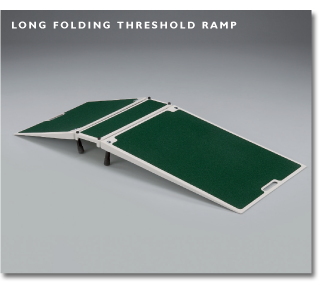 LONG FOLDING THRESHOLD RAMP